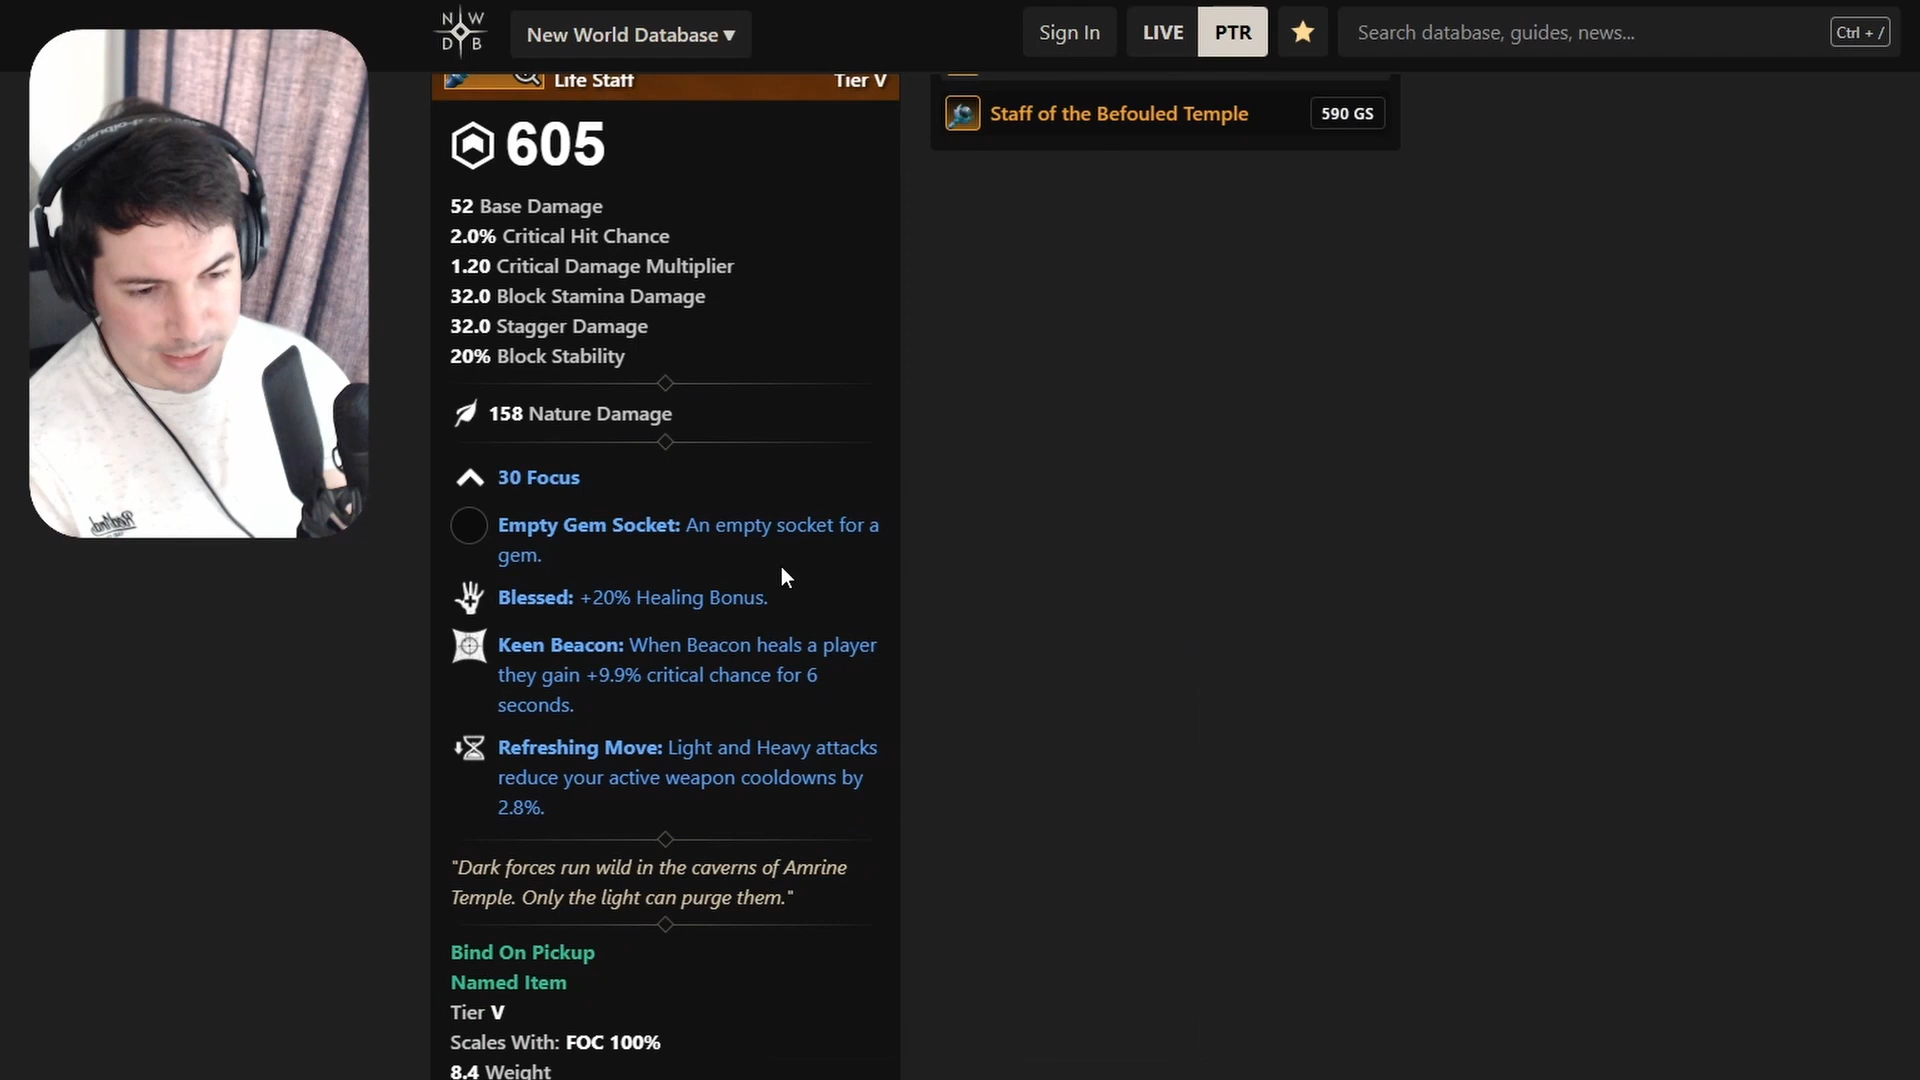 N W
D B
New World Database ▼
Sign In
LIVE
PTR
Search database, guides, news...
Ctrl + /
Life Staff
Tier V
Staff of the Befouled Temple
590 GS
605
52 Base Damage
2.0% Critical Hit Chance
1.20 Critical Damage Multiplier
32.0 Block Stamina Damage
32.0 Stagger Damage
20% Block Stability
158 Nature Damage
30 Focus
Empty Gem Socket: An empty socket for a
gem.
Blessed: +20% Healing Bonus.
Keen Beacon: When Beacon heals a player
they gain +9.9% critical chance for 6
seconds.
Refreshing Move: Light and Heavy attacks
reduce your active weapon cooldowns by
2.8%.
"Dark forces run wild in the caverns of Amrine
Temple. Only the light can purge them."
Bind On Pickup
Named Item
Tier V
Scales With: FOC 100%
8.4 Weight